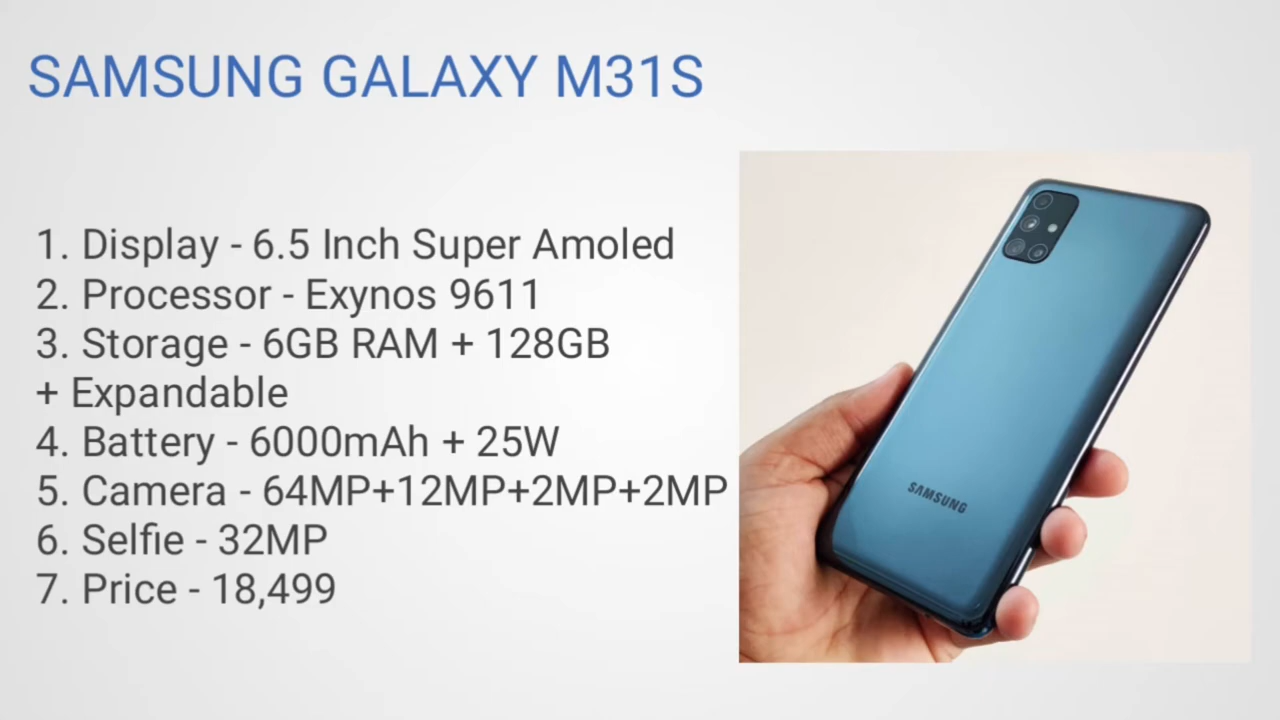 SAMSUNG GALAXY M31S
1. Display - 6.5 Inch Super Amoled
2. Processor - Exynos 9611
3. Storage - 6GB RAM + 128GB
+ Expandable
4. Battery - 6000mAh + 25W
5. Camera - 64MP+12MP+2MP+2MP
6. Selfie - 32MP
7. Price - 18,499
SAMSUNG